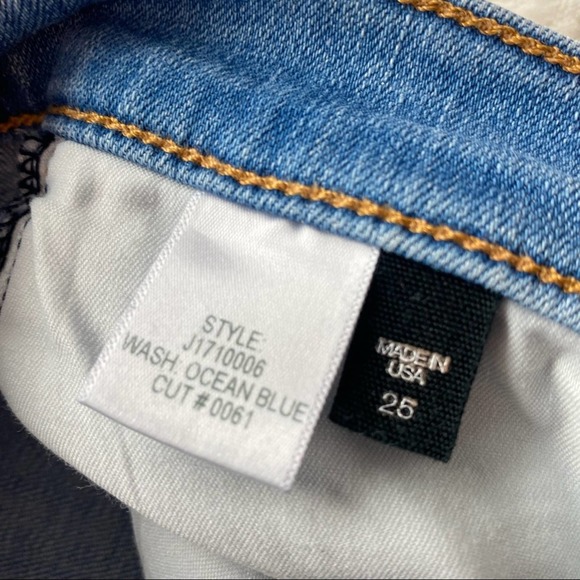 STYLE:
J1710006
WASH: OCEAN BLUE
CUT # 0061
MADE IN
USA
25